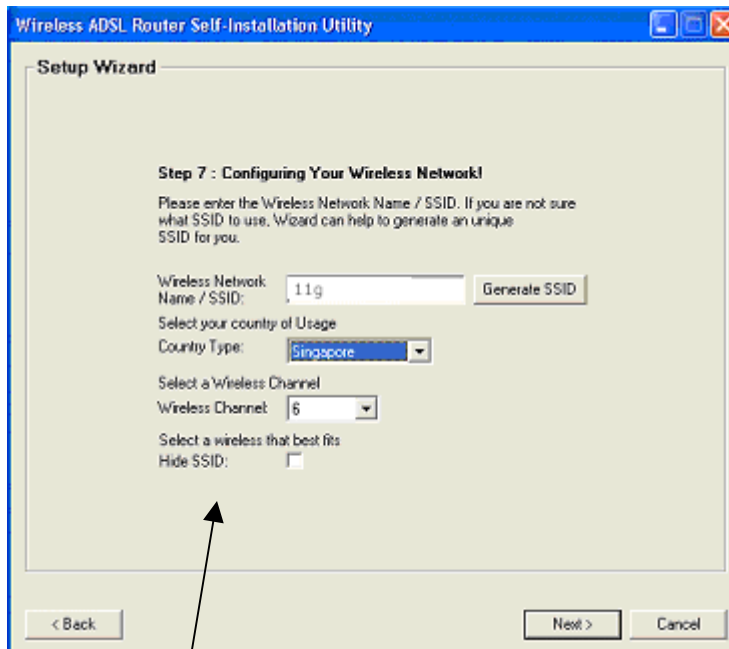 Wireless ADSL Router Self-Installation Utility
Setup Wizard
Step 7 : Configuring Your Wireless Network!
Please enter the Wireless Network Name / SSID. If you are not sure
what SSID to use, Wizard can help to generate an unique
SSID for you.
Wireless Network
Name / SSID:
11g
Generate SSID
Select your country of Usage
Country Type:
Singapore
Select a Wireless Channel
Wireless Channel:
6
Select a wireless that best fits
Hide SSID:
< Back
Next >
Cancel